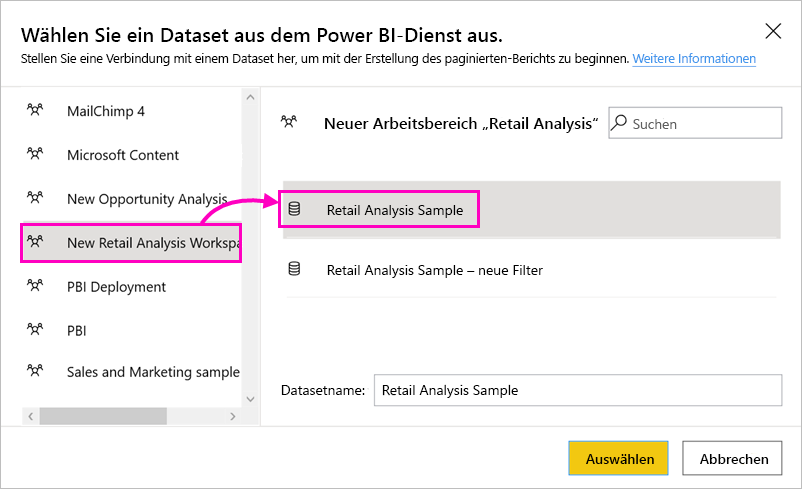 Wählen Sie ein Dataset aus dem Power BI-Dienst aus.
Stellen Sie eine Verbindung mit einem Dataset her, um mit der Erstellung des paginierten-Berichts zu beginnen. Weitere Informationen
MailChimp 4
Microsoft Content
New Opportunity Analysis
New Retail Analysis Workspa
PBI Deployment
PBI
Sales and Marketing sample
Neuer Arbeitsbereich „Retail Analysis“
Suchen
Retail Analysis Sample
Retail Analysis Sample – neue Filter
Datasetname: Retail Analysis Sample
Auswählen
Abbrechen